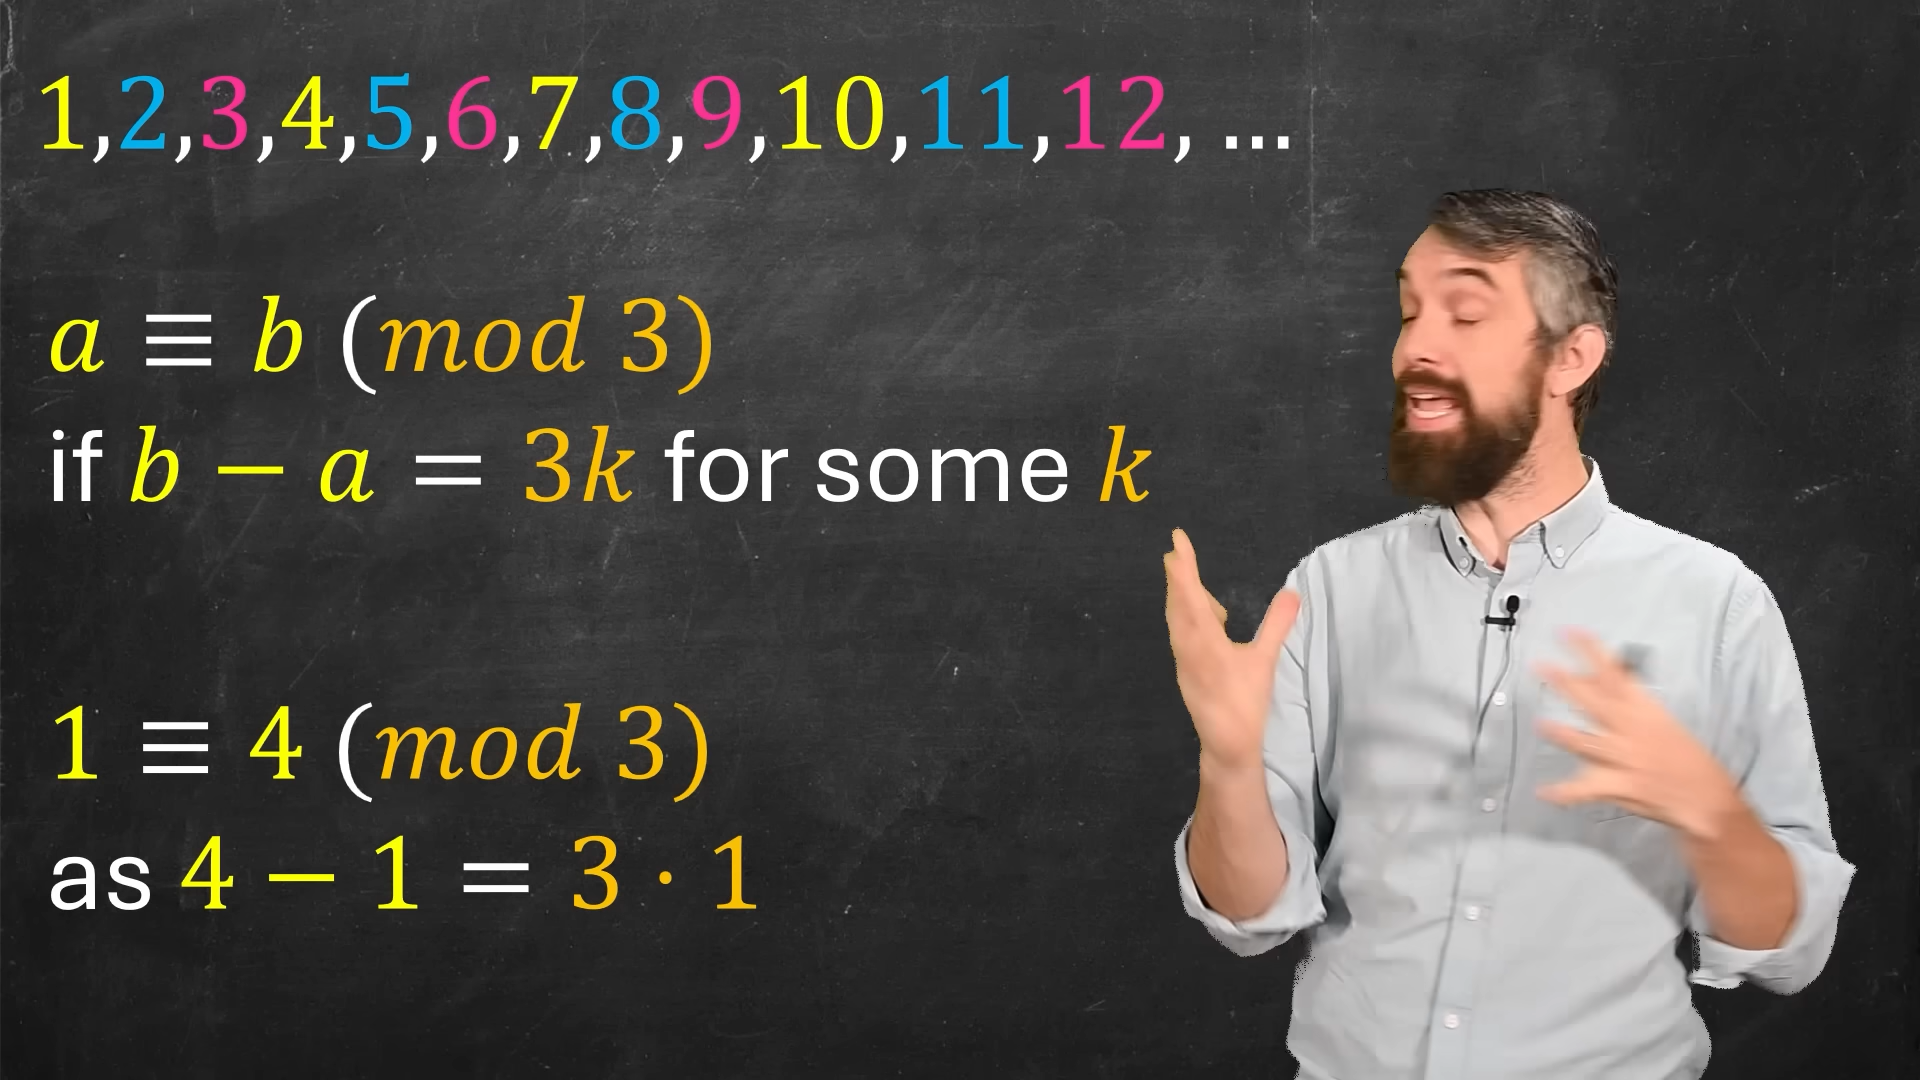 1,2,3,4,5,6,7,8,9,10,11,12, ...
a ≡ b (mod 3)
if b − a = 3k for some k
1 ≡ 4 (mod 3)
as 4 − 1 = 3 · 1